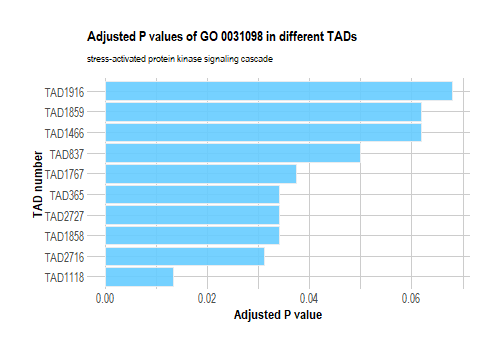 Adjusted P values of GO 0031098 in different TADs
stress-activated protein kinase signaling cascade
TAD1916
TAD1859
TAD1466
TAD837
TAD1767
TAD365
TAD2727
TAD1858
TAD2716
TAD1118
TAD number
0.00 0.02 0.04 0.06
Adjusted P value